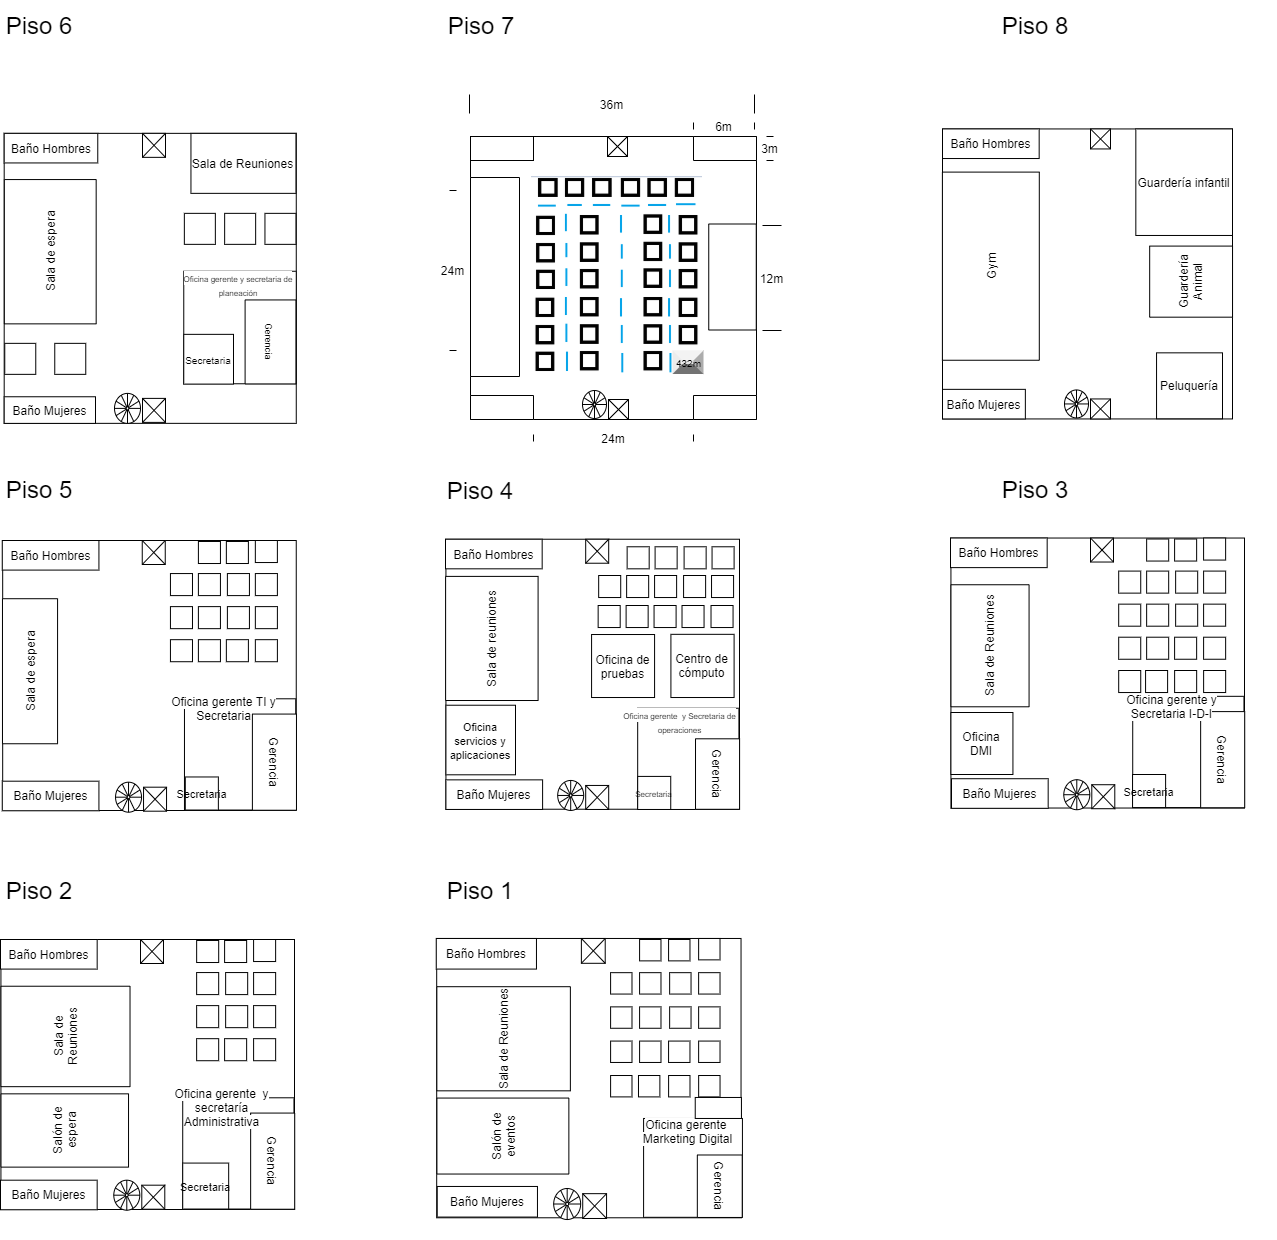 Piso 6
Piso 7
Piso 8
36m
6m
3m
24m
12m
432m
24m
Baño Hombres
Sala de Reuniones
Sala de espera
Oficina gerente y secretaria de
planeación
Gerencia
Secretaria
Baño Mujeres
Baño Hombres
Guardería infantil
Gym
Guardería
Animal
Peluquería
Baño Mujeres
Piso 5
Piso 4
Piso 3
Baño Hombres
Sala de espera
Oficina gerente TI y
Secretaria
Gerencia
Secretaria
Baño Mujeres
Baño Hombres
Sala de reuniones
Oficina de
pruebas
Centro de
cómputo
Oficina
servicios y
aplicaciones
Oficina gerente y Secretaria de
operaciones
Gerencia
Secretaria
Baño Mujeres
Baño Hombres
Sala de Reuniones
Oficina gerente y
Secretaria I-D-I
Oficina
DMI
Gerencia
Secretaria
Baño Mujeres
Piso 2
Piso 1
Baño Hombres
Sala de
Reuniones
Salón de
espera
Oficina gerente y
secretaría
Administrativa
Gerencia
Secretaria
Baño Mujeres
Baño Hombres
Sala de Reuniones
Salón de
eventos
Oficina gerente
Marketing Digital
Gerencia
Baño Mujeres